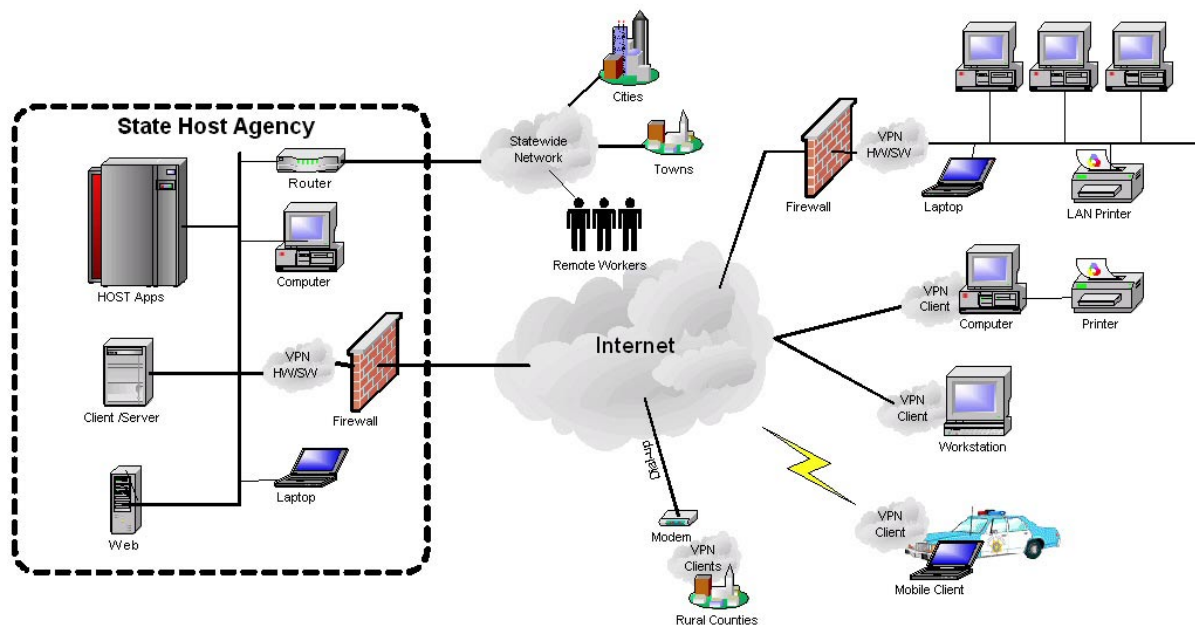 State Host Agency
HOST Apps
Client /Server
Web
Router
Computer
VPN
HW/SW
Firewall
Laptop
Statewide
Network
Cities
Towns
Remote Workers
Internet
Dial-up
Modem
VPN
Clients
Rural Counties
Firewall
VPN
HW/SW
Laptop
LAN Printer
VPN
Client
Computer
Printer
VPN
Client
Workstation
VPN
Client
Mobile Client